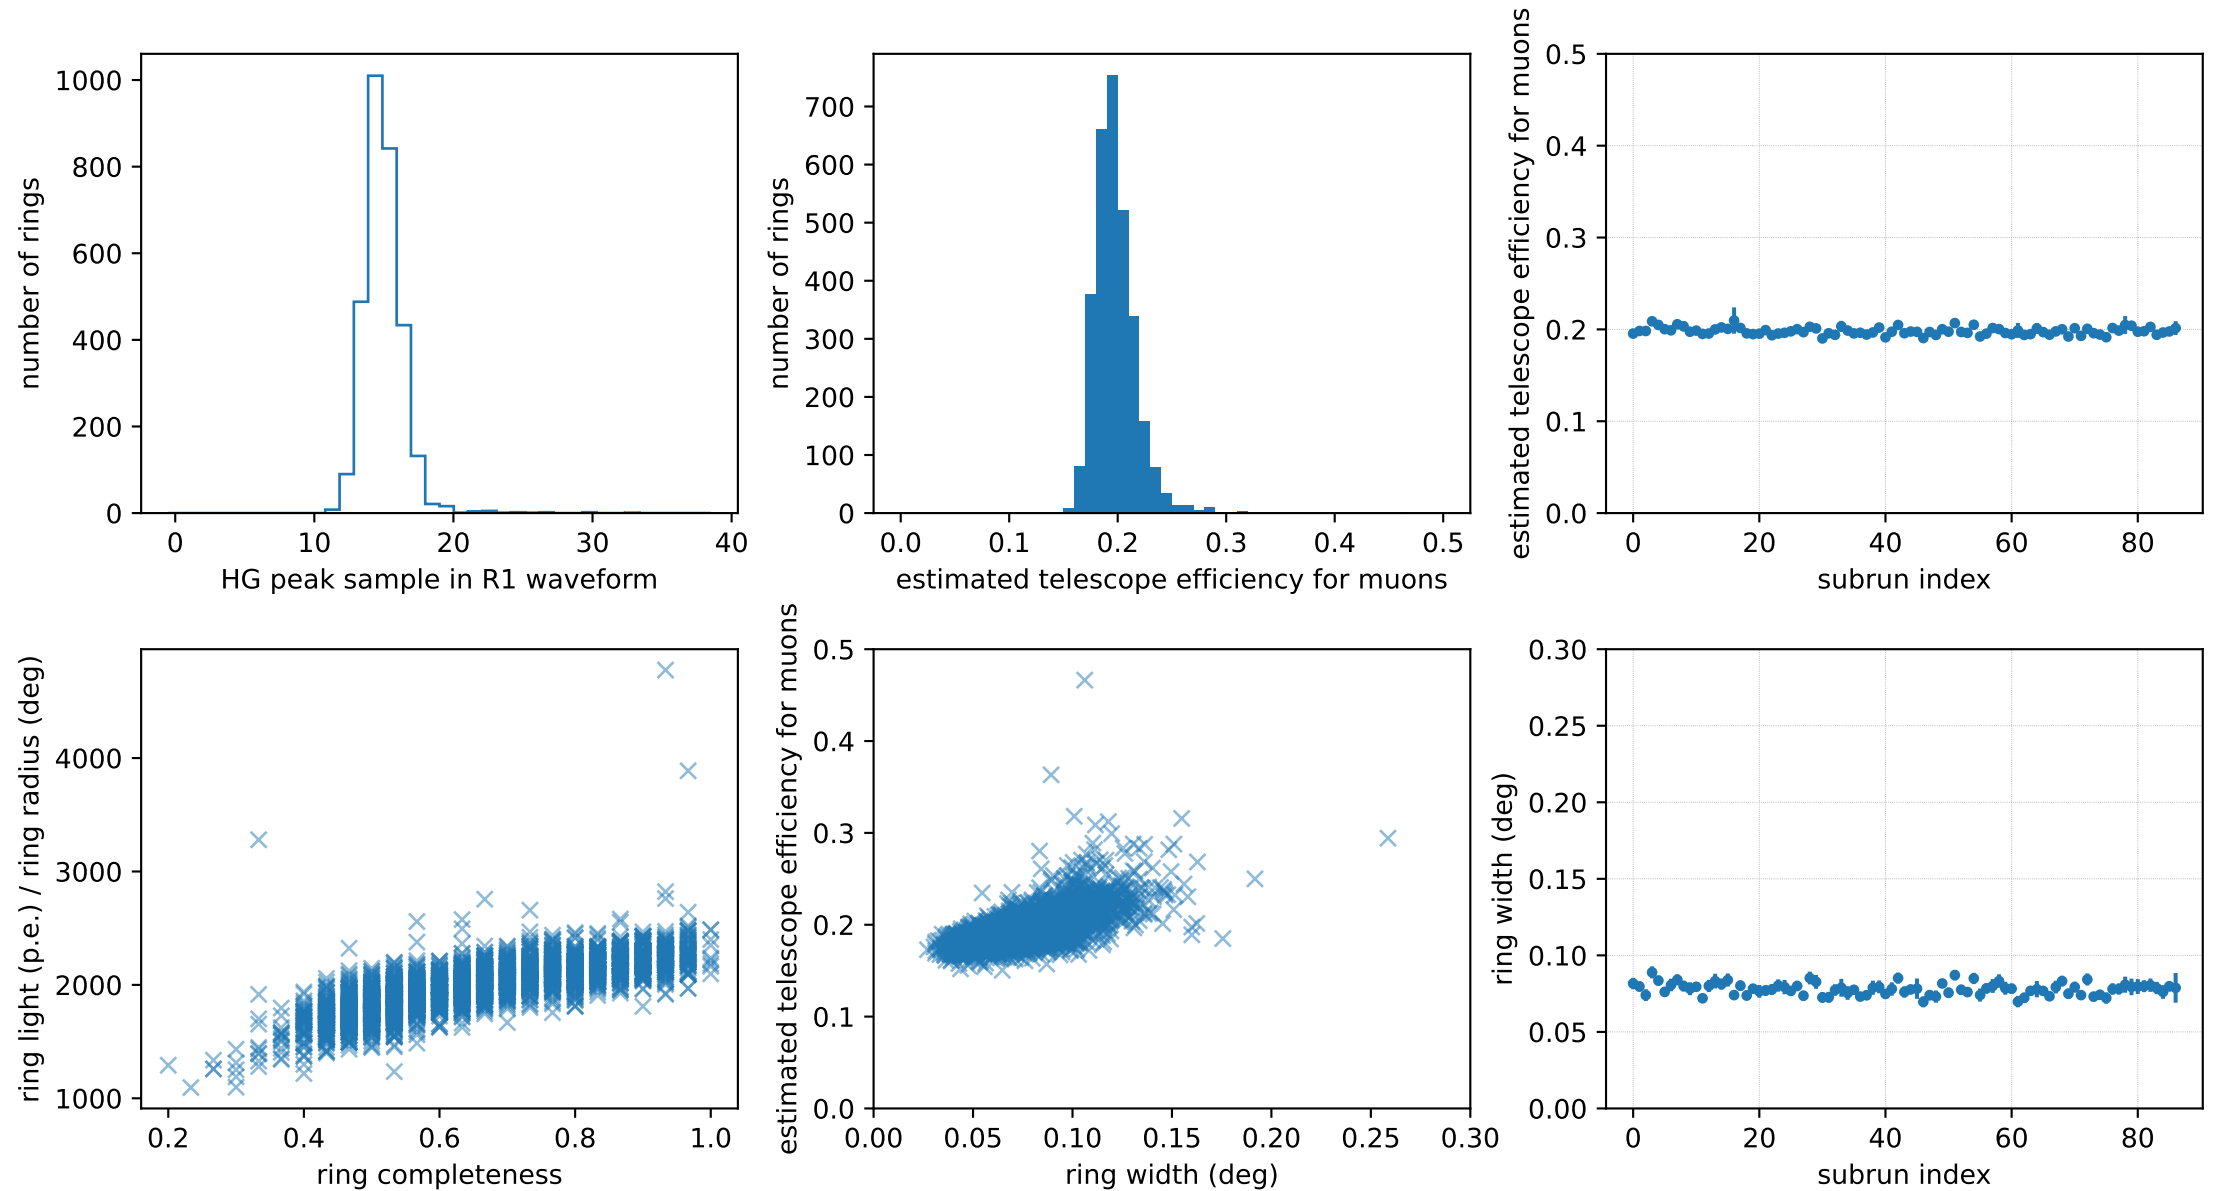 1000
800
600
400
200
0
number of rings
0 10 20 30 40
HG peak sample in R1 waveform
700
600
500
400
300
200
100
0
number of rings
0.0 0.1 0.2 0.3 0.4 0.5
estimated telescope efficiency for muons
0.5
0.4
0.3
0.2
0.1
0.0
estimated telescope efficiency for muons
0 20 40 60 80
subrun index
4000
3000
2000
1000
ring light (p.e.) / ring radius (deg)
0.2 0.4 0.6 0.8 1.0
ring completeness
0.5
0.4
0.3
0.2
0.1
0.0
estimated telescope efficiency for muons
0.00 0.05 0.10 0.15 0.20 0.25 0.30
ring width (deg)
0.30
0.25
0.20
0.15
0.10
0.05
0.00
ring width (deg)
0 20 40 60 80
subrun index